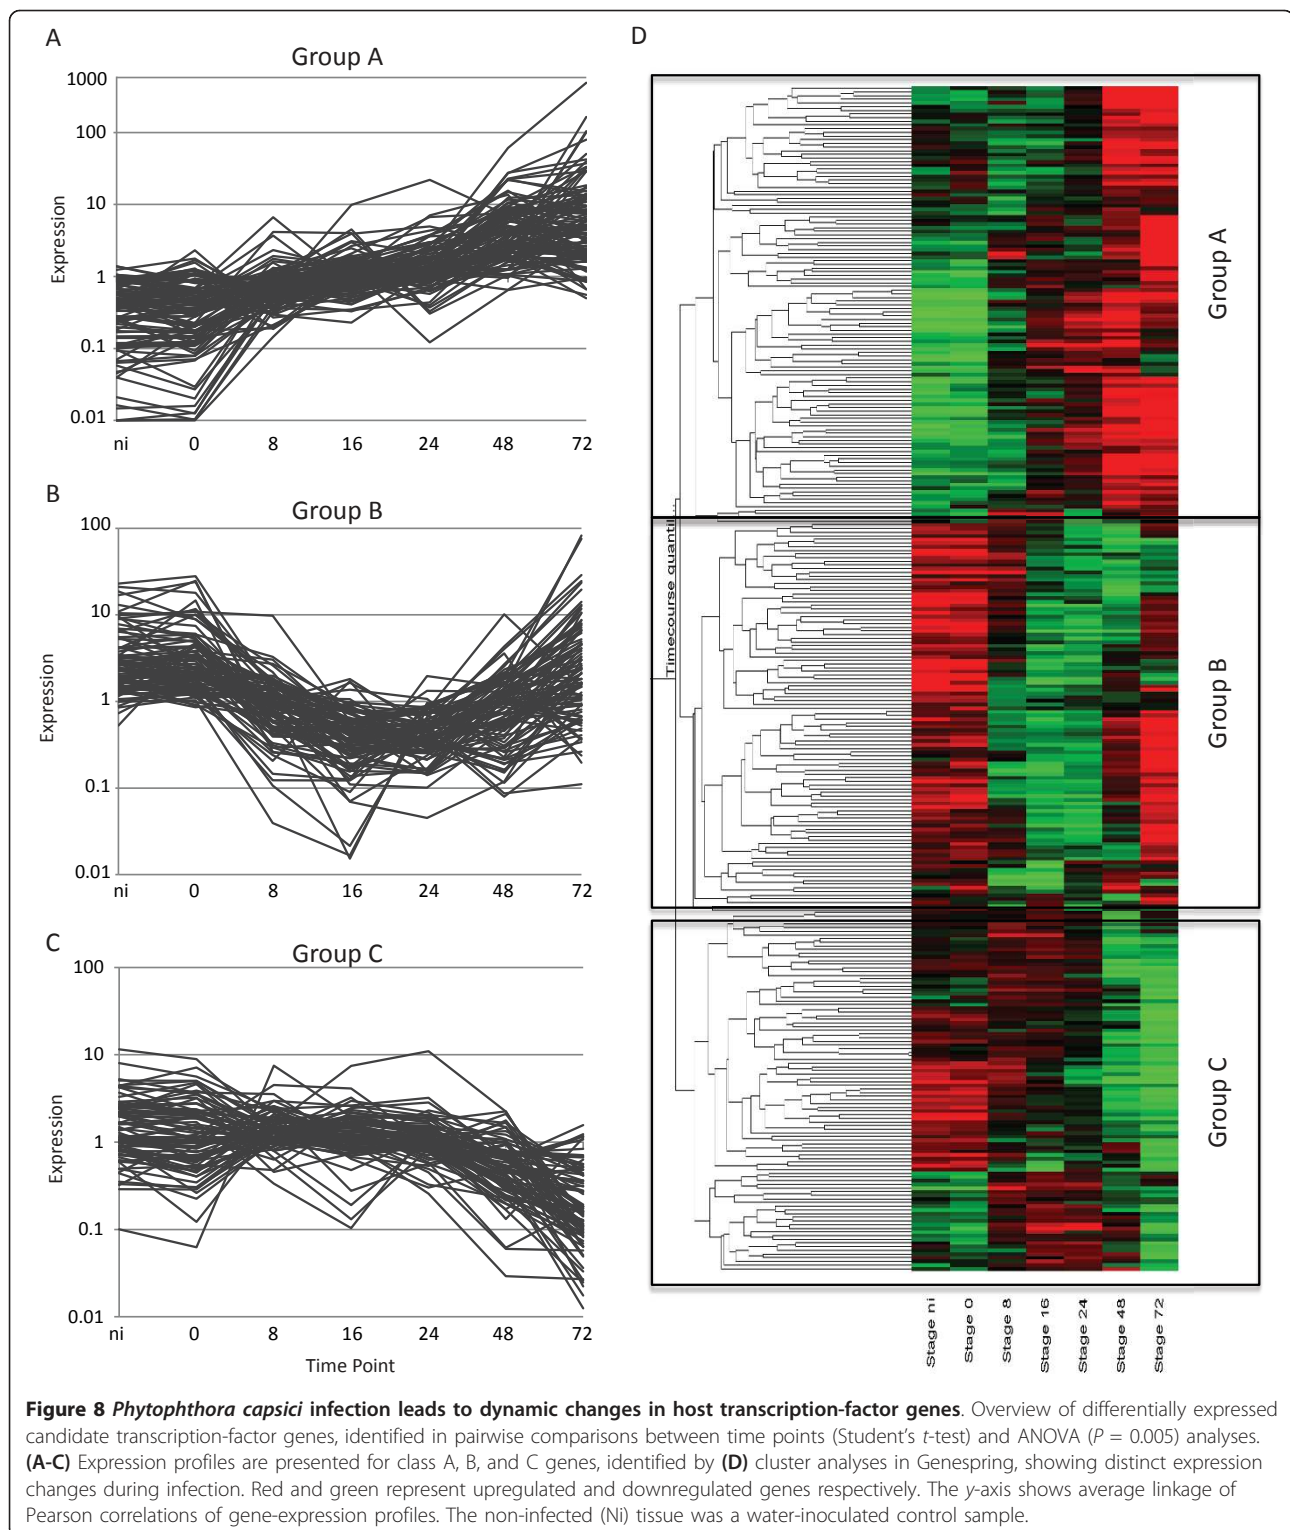 A
Group A
1000
100
10
1
0.1
0.01
Expression
ni 0 8 16 24 48 72
B
Group B
100
10
1
0.1
0.01
Expression
ni 0 8 16 24 48 72
C
Group C
100
10
1
0.1
0.01
Expression
ni 0 8 16 24 48 72
Time Point
D
Timecourse quantil...
Group A
Group B
Group C
Stage ni
Stage 0
Stage 8
Stage 16
Stage 24
Stage 48
Stage 72
Figure 8 Phytophthora capsici infection leads to dynamic changes in host transcription-factor genes. Overview of differentially expressed
candidate transcription-factor genes, identified in pairwise comparisons between time points (Student's t-test) and ANOVA (P = 0.005) analyses.
(A-C) Expression profiles are presented for class A, B, and C genes, identified by (D) cluster analyses in Genespring, showing distinct expression
changes during infection. Red and green represent upregulated and downregulated genes respectively. The y-axis shows average linkage of
Pearson correlations of gene-expression profiles. The non-infected (Ni) tissue was a water-inoculated control sample.